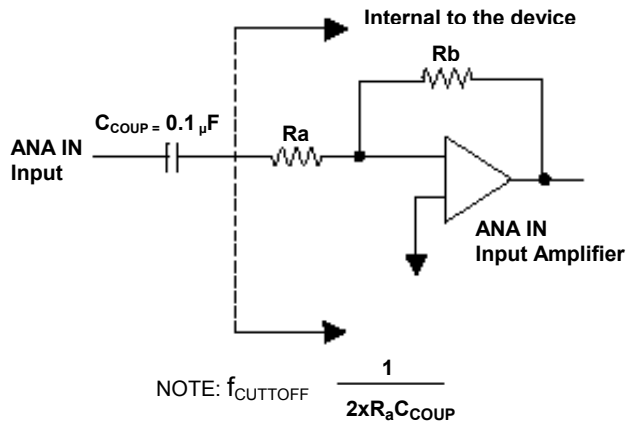 Internal to the device
Rb
CCOUP = 0.1 µF
Ra
ANA IN
Input
ANA IN
Input Amplifier
NOTE: fCUTTOFF
1
2xRaCCOUP